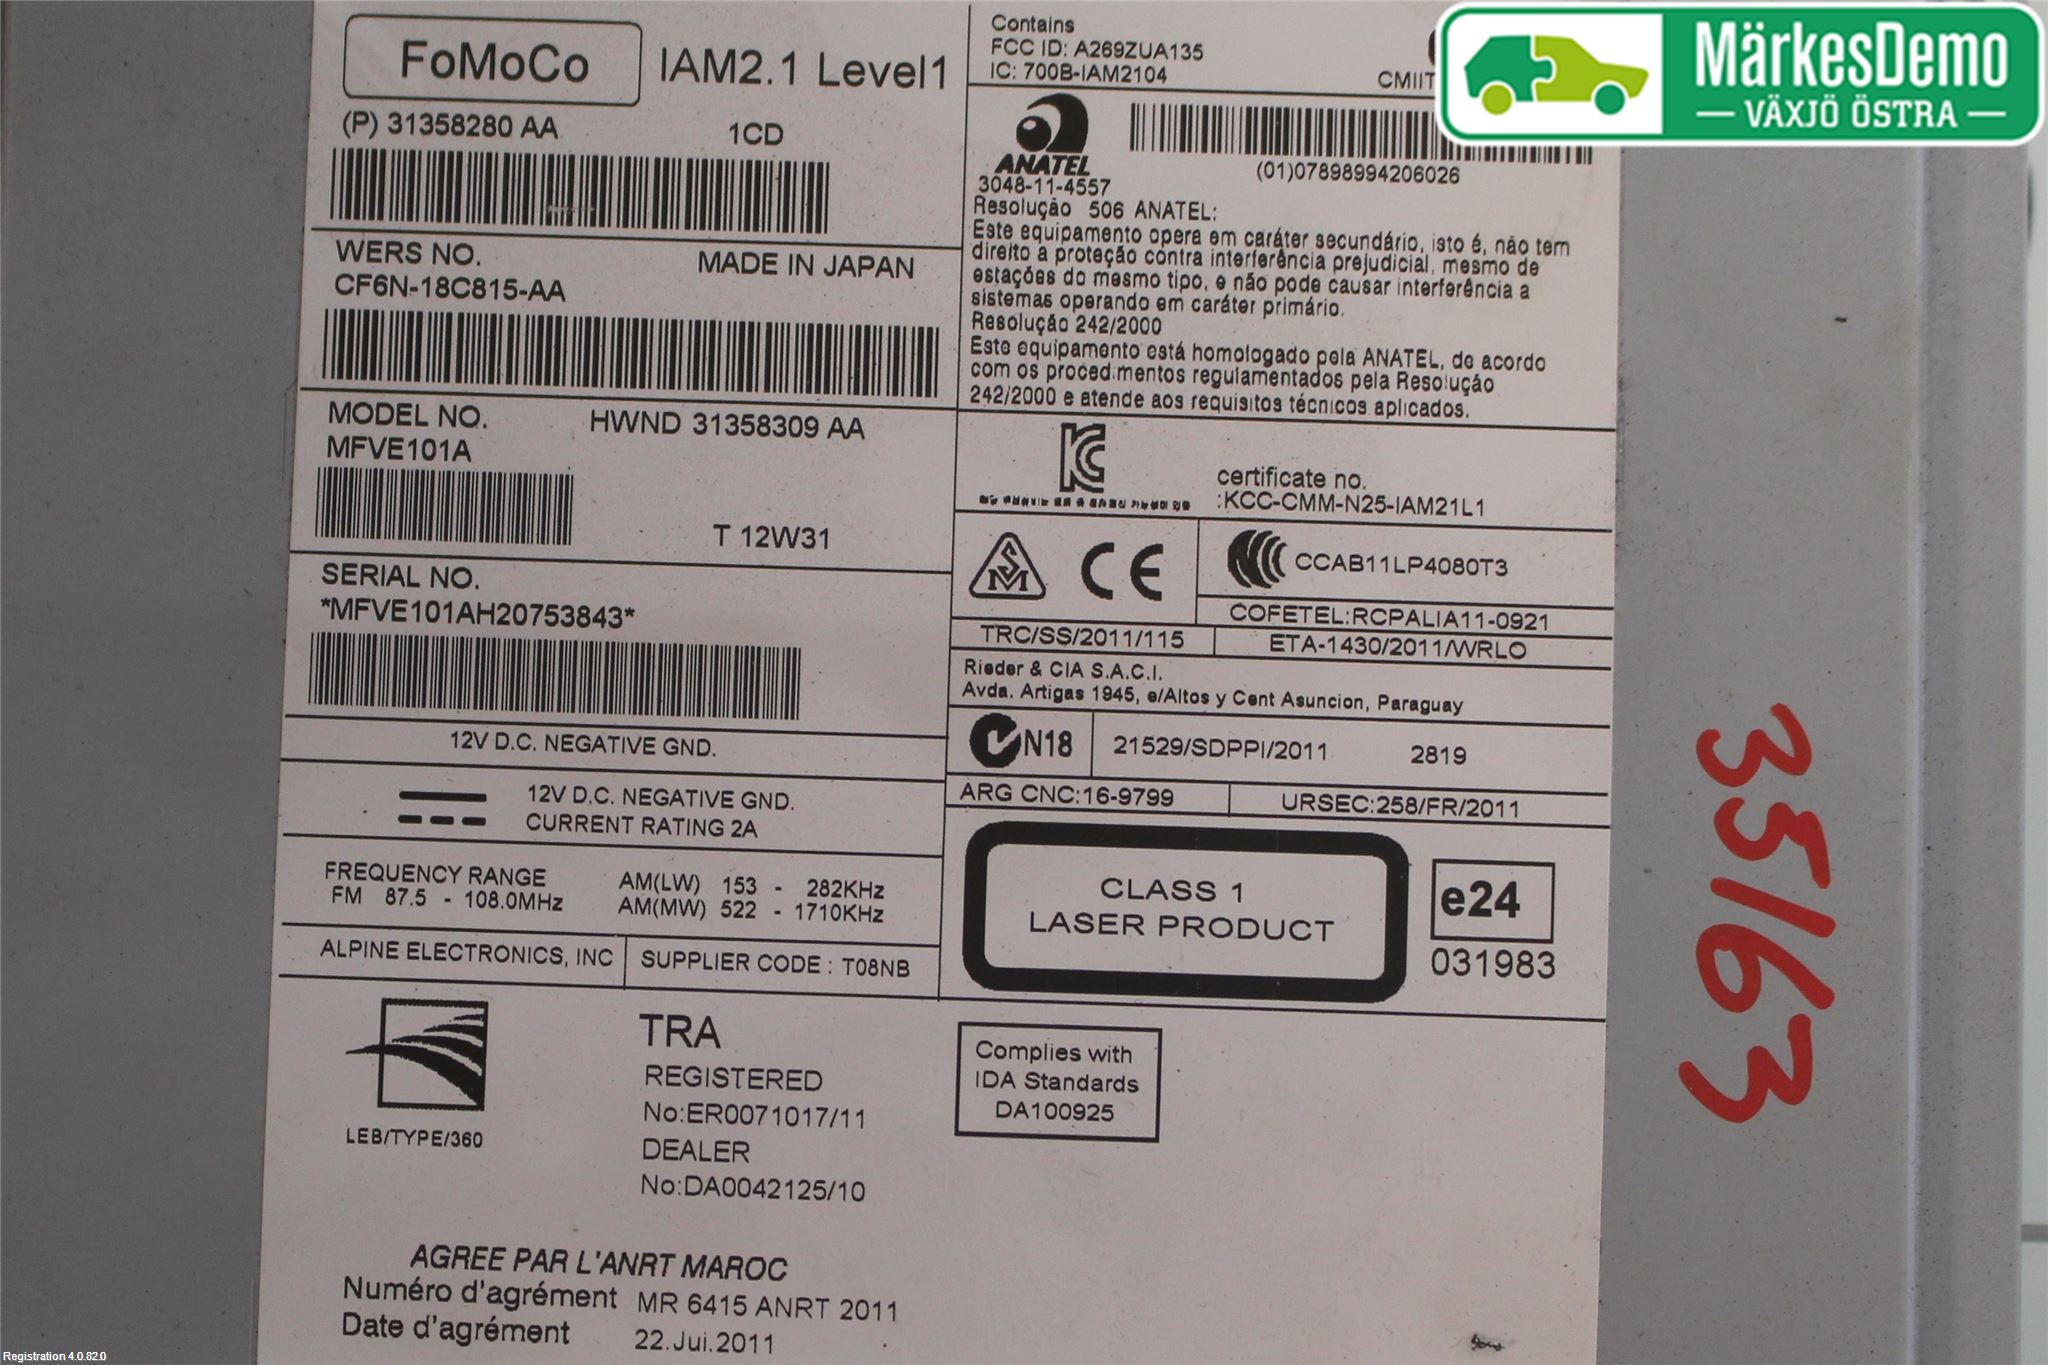 FoMoCo
IAM2.1 Level1
(P) 31358280 AA
1CD
WERS NO.
MADE IN JAPAN
CF6N-18C815-AA
MODEL NO.
HWND 31358309 AA
MFVE101A
T 12W31
SERIAL NO.
*MFVE101AH20753843*
12V D.C. NEGATIVE GND.
12V D.C. NEGATIVE GND.
CURRENT RATING 2A
FREQUENCY RANGE
FM 87.5 - 108.0MHz
AM(LW) 153 - 282KHz
AM(MW) 522 - 1710KHz
ALPINE ELECTRONICS, INC
SUPPLIER CODE : T08NB
LEB/TYPE/360
TRA
REGISTERED
No:ER0071017/11
DEALER
No:DA0042125/10
Complies with
IDA Standards
DA100925
AGREE PAR L'ANRT MAROC
Numéro d'agrément MR 6415 ANRT 2011
Date d'agrément 22.Jui.2011
Contains
FCC ID: A269ZUA135
IC: 700B-IAM2104
CMIIT
ANATEL
3048-11-4557
(01)07898994206026
Resolução 506 ANATEL:
Este equipamento opera em caráter secundário, isto é, não tem
direito a proteção contra interferência prejudicial, mesmo de
estações do mesmo tipo, e não pode causar interferência a
sistemas operando em caráter primário.
Resolução 242/2000
Este equipamento está homologado pela ANATEL, de acordo
com os procedimentos regulamentados pela Resolução
242/2000 e atende aos requisitos técnicos aplicados.
certificate no.
:KCC-CMM-N25-IAM21L1
CE
CCAB11LP4080T3
COFETEL:RCPALIA11-0921
TRC/SS/2011/115
ETA-1430/2011/WRLO
Rieder & CIA S.A.C.I.
Avda. Artigas 1945, e/Altos y Cent Asuncion, Paraguay
N18
21529/SDPPI/2011
2819
ARG CNC:16-9799
URSEC:258/FR/2011
CLASS 1
LASER PRODUCT
e24
031983
35163
MärkesDemo
VÄXJÖ ÖSTRA
Registration 4.0.82.0